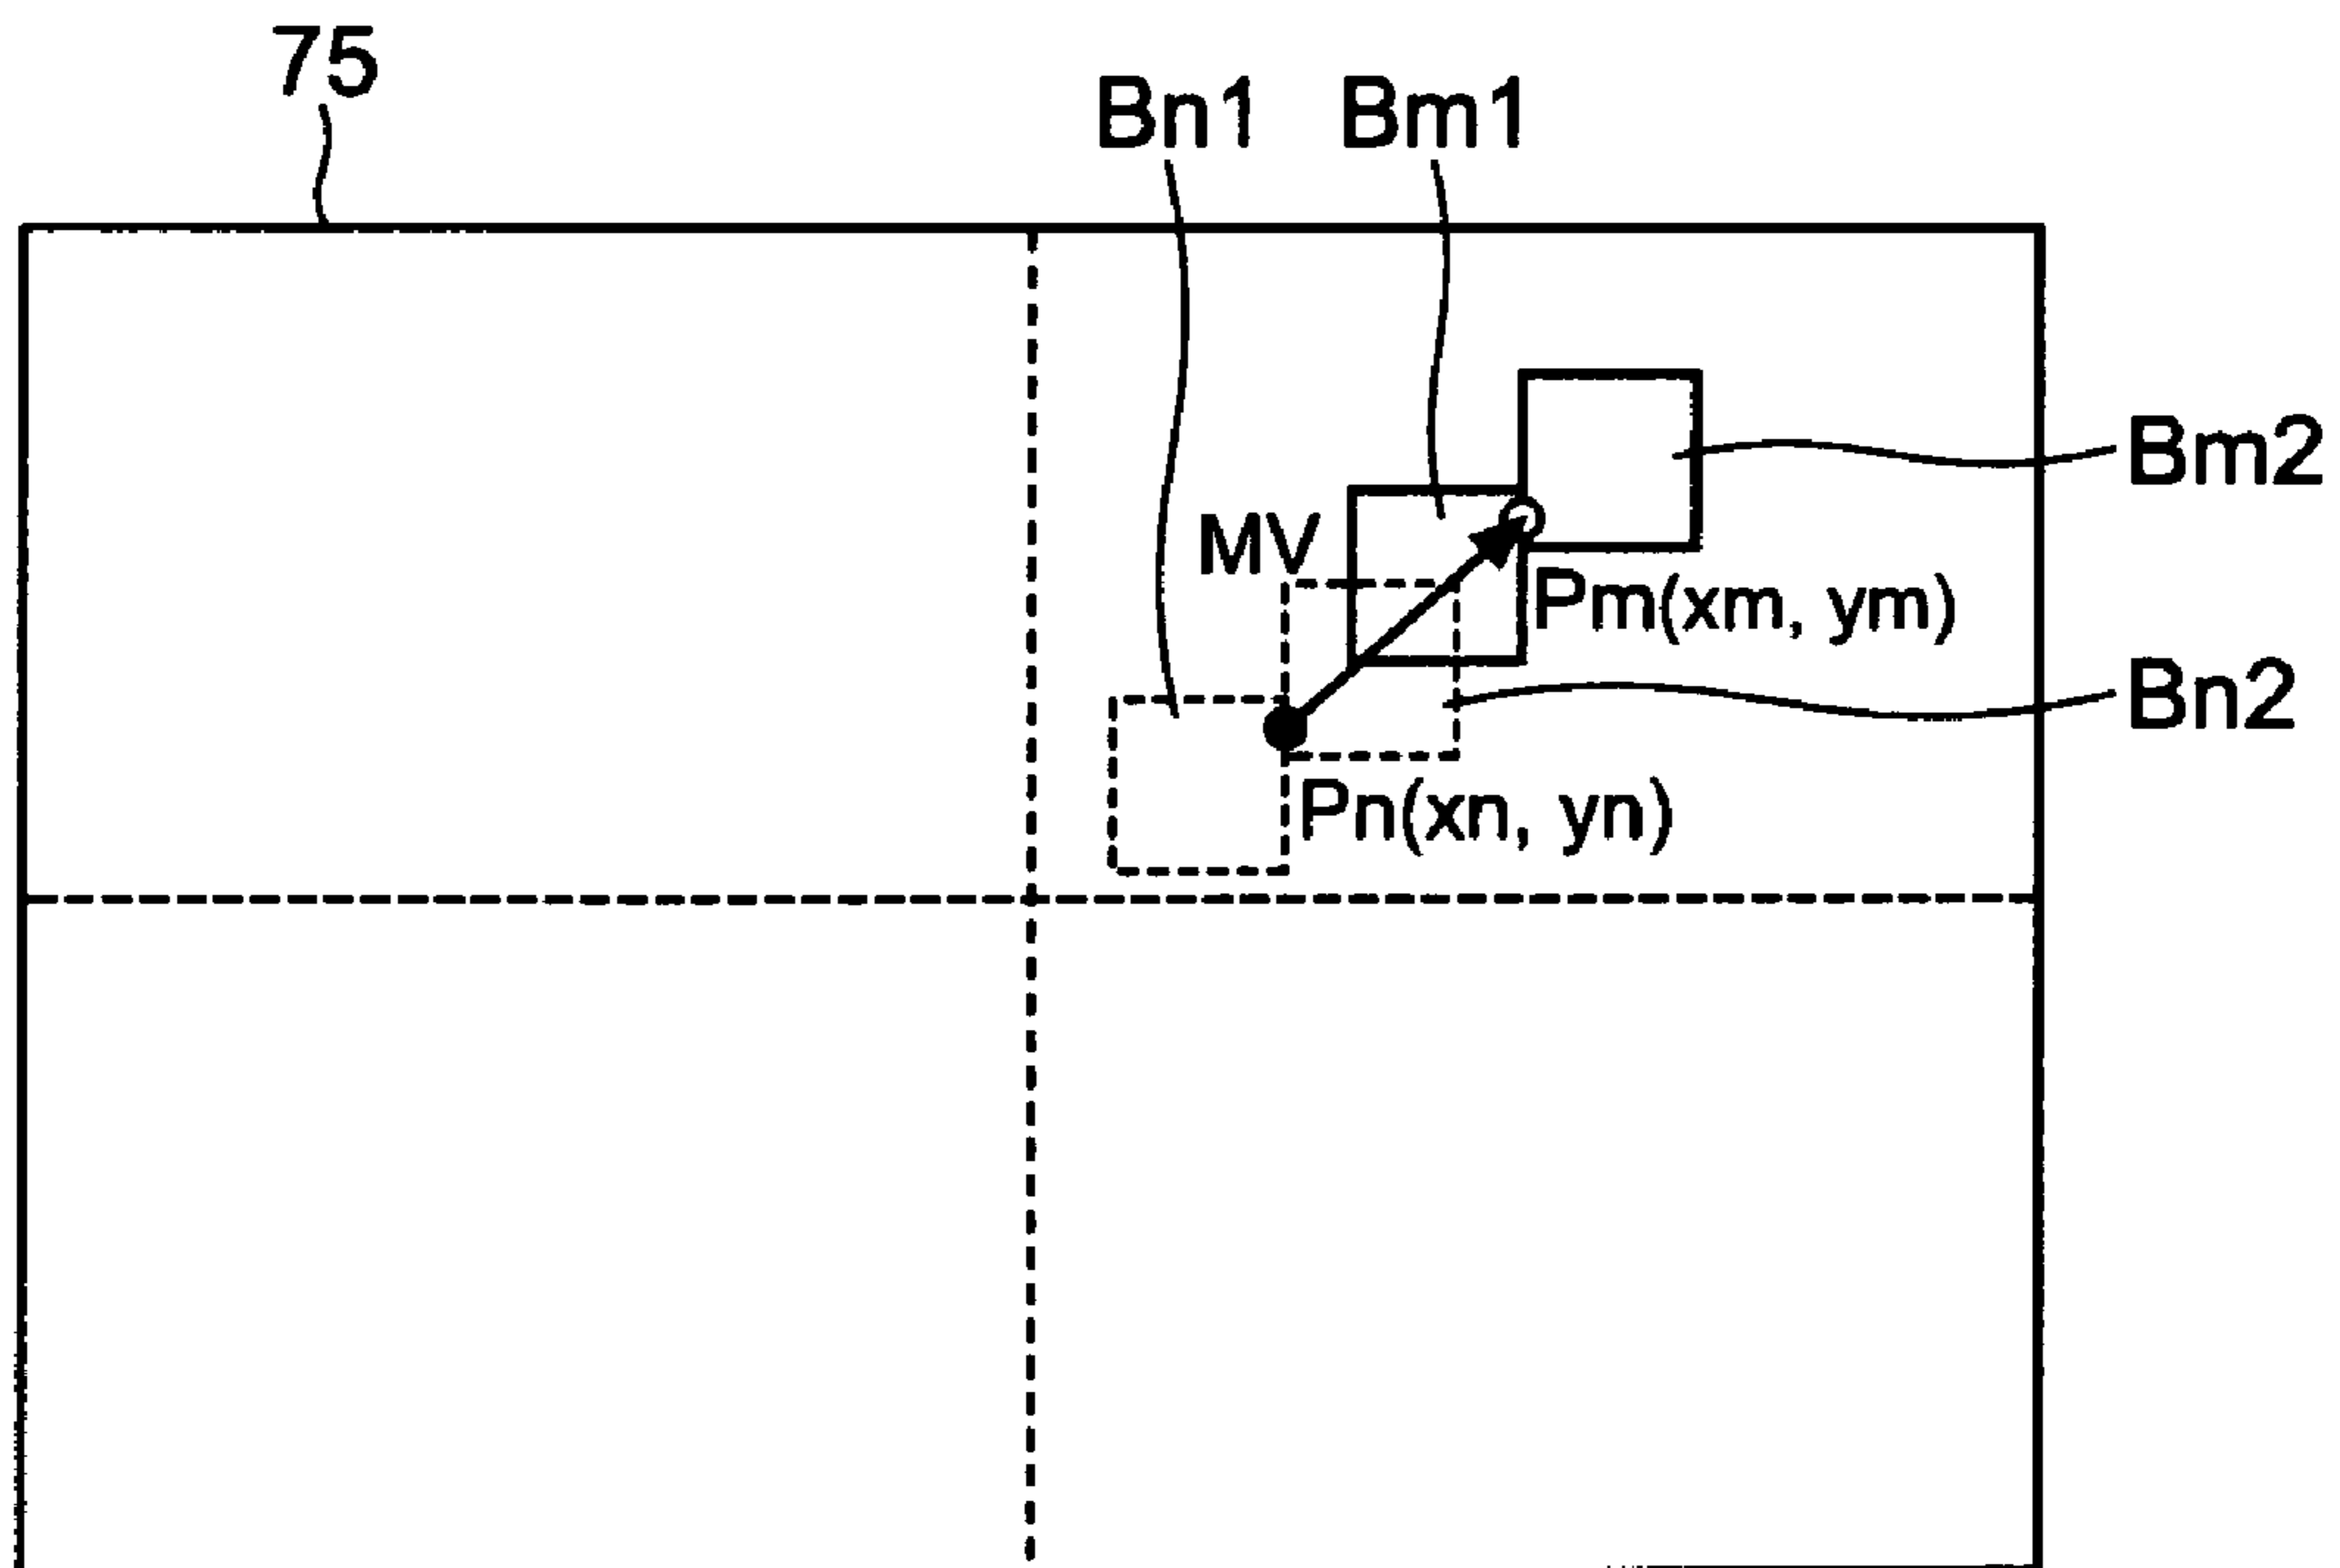 75
Bn1
Bm1
Bm2
MV
Pm(xm, ym)
Bn2
Pn(xn, yn)